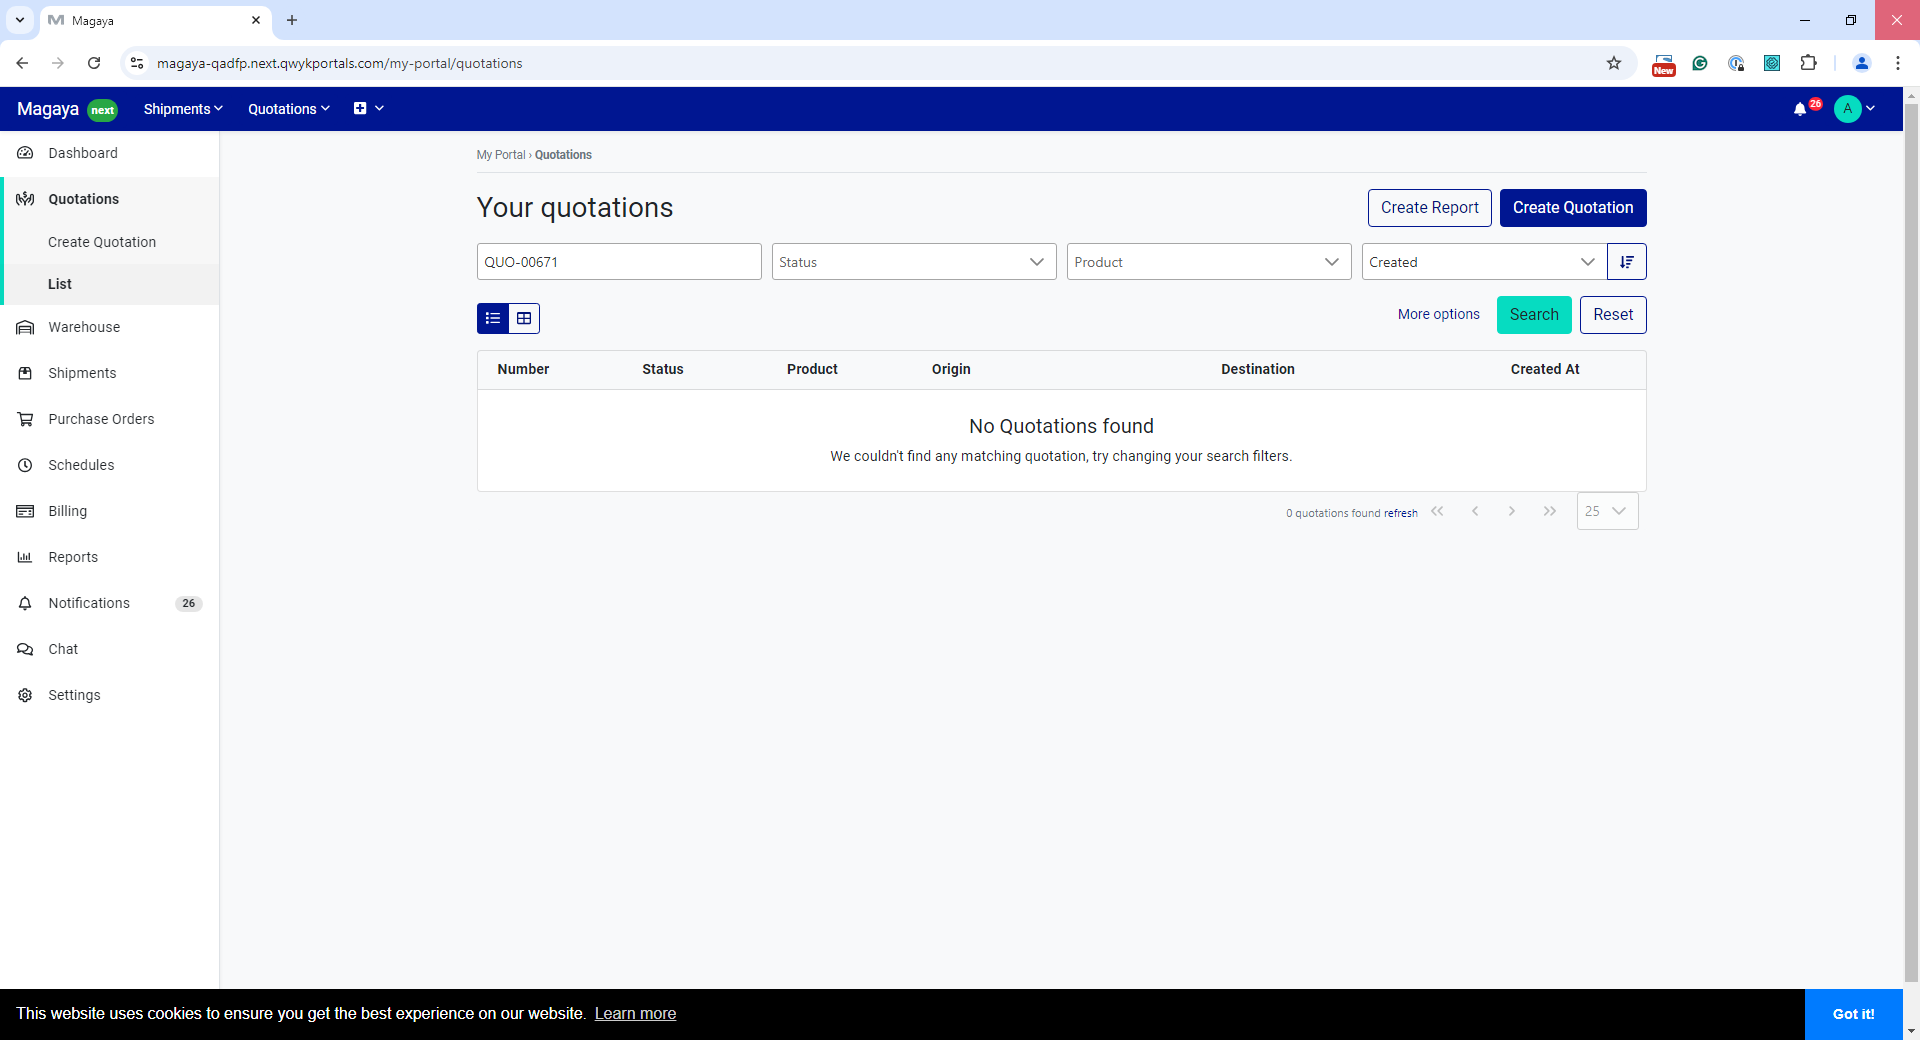 Magaya
magaya-qadfp.next.qwykportals.com/my-portal/quotations
New
Magaya next Shipments Quotations 26 A
Dashboard
Quotations
Create Quotation
List
Warehouse
Shipments
Purchase Orders
Schedules
Billing
Reports
Notifications 26
Chat
Settings
My Portal › Quotations
Your quotations
Create Report Create Quotation
QUO-00671 Status Product Created
More options Search Reset
Number Status Product Origin Destination Created At
No Quotations found
We couldn't find any matching quotation, try changing your search filters.
0 quotations found refresh 25
This website uses cookies to ensure you get the best experience on our website. Learn more
Got it!